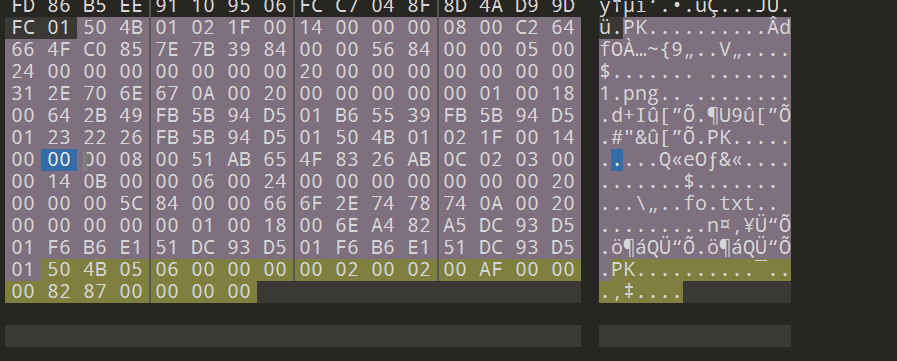 FD 86 B5 EE 91 10 95 06 FC C7 04 8F 8D 4A D9 9D
FC 01 50 4B 01 02 1F 00 14 00 00 00 08 00 C2 64 ü.PK..........Âd
66 4F C0 85 7E 7B 39 84 00 00 56 84 00 00 05 00 fOÀ…~{9„..V„....
24 00 00 00 00 00 00 00 20 00 00 00 00 00 00 00 $....... .......
31 2E 70 6E 67 0A 00 20 00 00 00 00 00 01 00 18 1.png.. ........
00 64 2B 49 FB 5B 94 D5 01 B6 55 39 FB 5B 94 D5 .d+Iû[”Õ.¶U9û[”Õ
01 23 22 26 FB 5B 94 D5 01 50 4B 01 02 1F 00 14 .#"&û[”Õ.PK.....
00 00 00 08 00 51 AB 65 4F 83 26 AB 0C 02 03 00 .....Q«eOƒ&«....
00 14 0B 00 00 06 00 24 00 00 00 00 00 00 00 20 .......$.......
00 00 00 5C 84 00 00 66 6F 2E 74 78 74 0A 00 20 ...\„..fo.txt..
00 00 00 00 00 01 00 18 00 6E A4 82 A5 DC 93 D5 .........n¤‚¥Ü“Õ
01 F6 B6 E1 51 DC 93 D5 01 F6 B6 E1 51 DC 93 D5 .ö¶áQÜ“Õ.ö¶áQÜ“Õ
01 50 4B 05 06 00 00 00 00 02 00 02 00 AF 00 00 .PK..........¯..
00 82 87 00 00 00 00 00 .‚‡.....